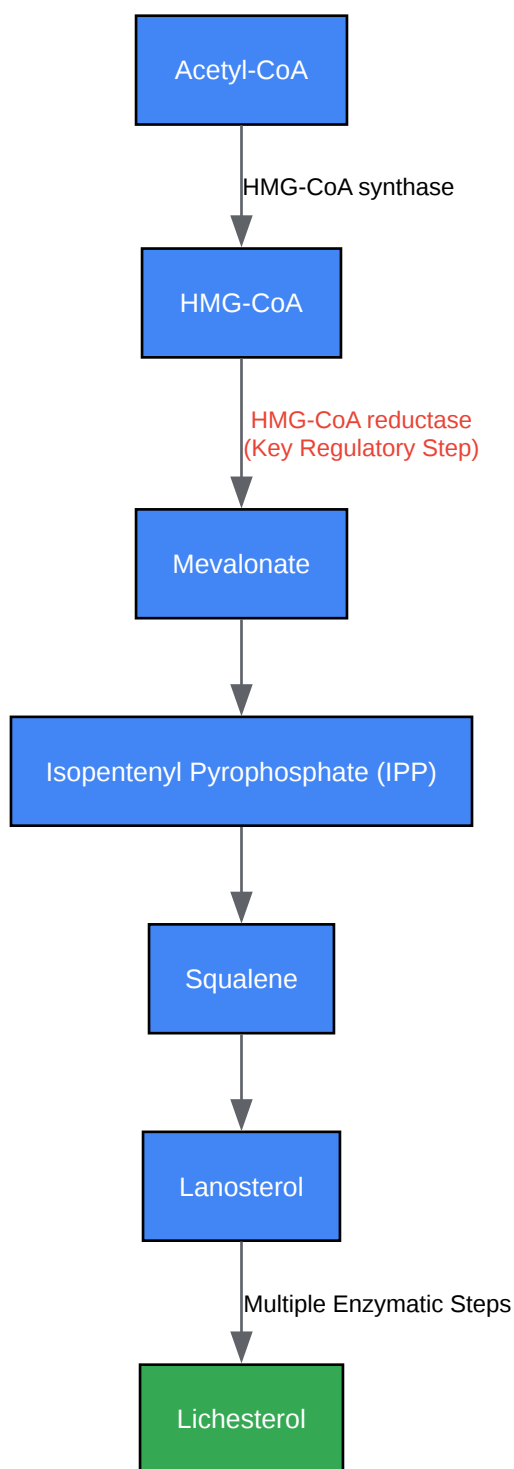 Acetyl-CoA
HMG-CoA synthase
HMG-CoA
HMG-CoA reductase
(Key Regulatory Step)
Mevalonate
Isopentenyl Pyrophosphate (IPP)
Squalene
Lanosterol
Multiple Enzymatic Steps
Lichesterol